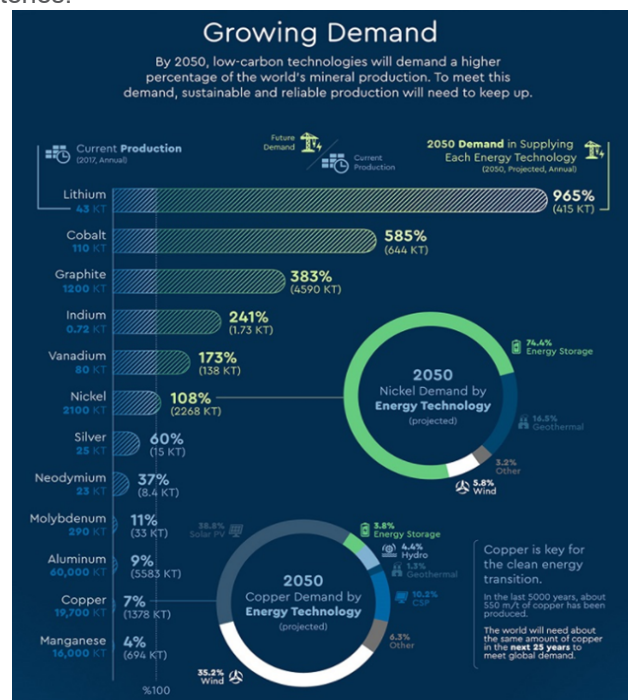 Growing Demand
By 2050, low-carbon technologies will demand a higher
percentage of the world's mineral production. To meet this
demand, sustainable and reliable production will need to keep up.
Current Production
(2017, Annual)
Future
Demand
Current
Production
2050 Demand in Supplying
Each Energy Technology
(2050, Projected, Annual)
Lithium
43 KT
965%
(415 KT)
Cobalt
110 KT
585%
(644 KT)
Graphite
1200 KT
383%
(4590 KT)
Indium
0.72 KT
241%
(1.73 KT)
Vanadium
80 KT
173%
(138 KT)
Nickel
2100 KT
108%
(2268 KT)
Silver
25 KT
60%
(15 KT)
Neodymium
23 KT
37%
(8.4 KT)
Molybdenum
290 KT
11%
(33 KT)
Aluminum
60,000 KT
9%
(5583 KT)
Copper
19,700 KT
7%
(1378 KT)
Manganese
16,000 KT
4%
(694 KT)
%100
2050
Nickel Demand by
Energy Technology
(projected)
74.4%
Energy Storage
16.5%
Geothermal
3.2%
Other
5.8%
Wind
2050
Copper Demand by
Energy Technology
(projected)
38.8%
Solar PV
3.8%
Energy Storage
4.4%
Hydro
1.3%
Geothermal
10.2%
CSP
6.3%
Other
35.2%
Wind
Copper is key for
the clean energy
transition.
In the last 5000 years, about
550 m/t of copper has been
produced.
The world will need about
the same amount of copper
in the next 25 years to
meet global demand.